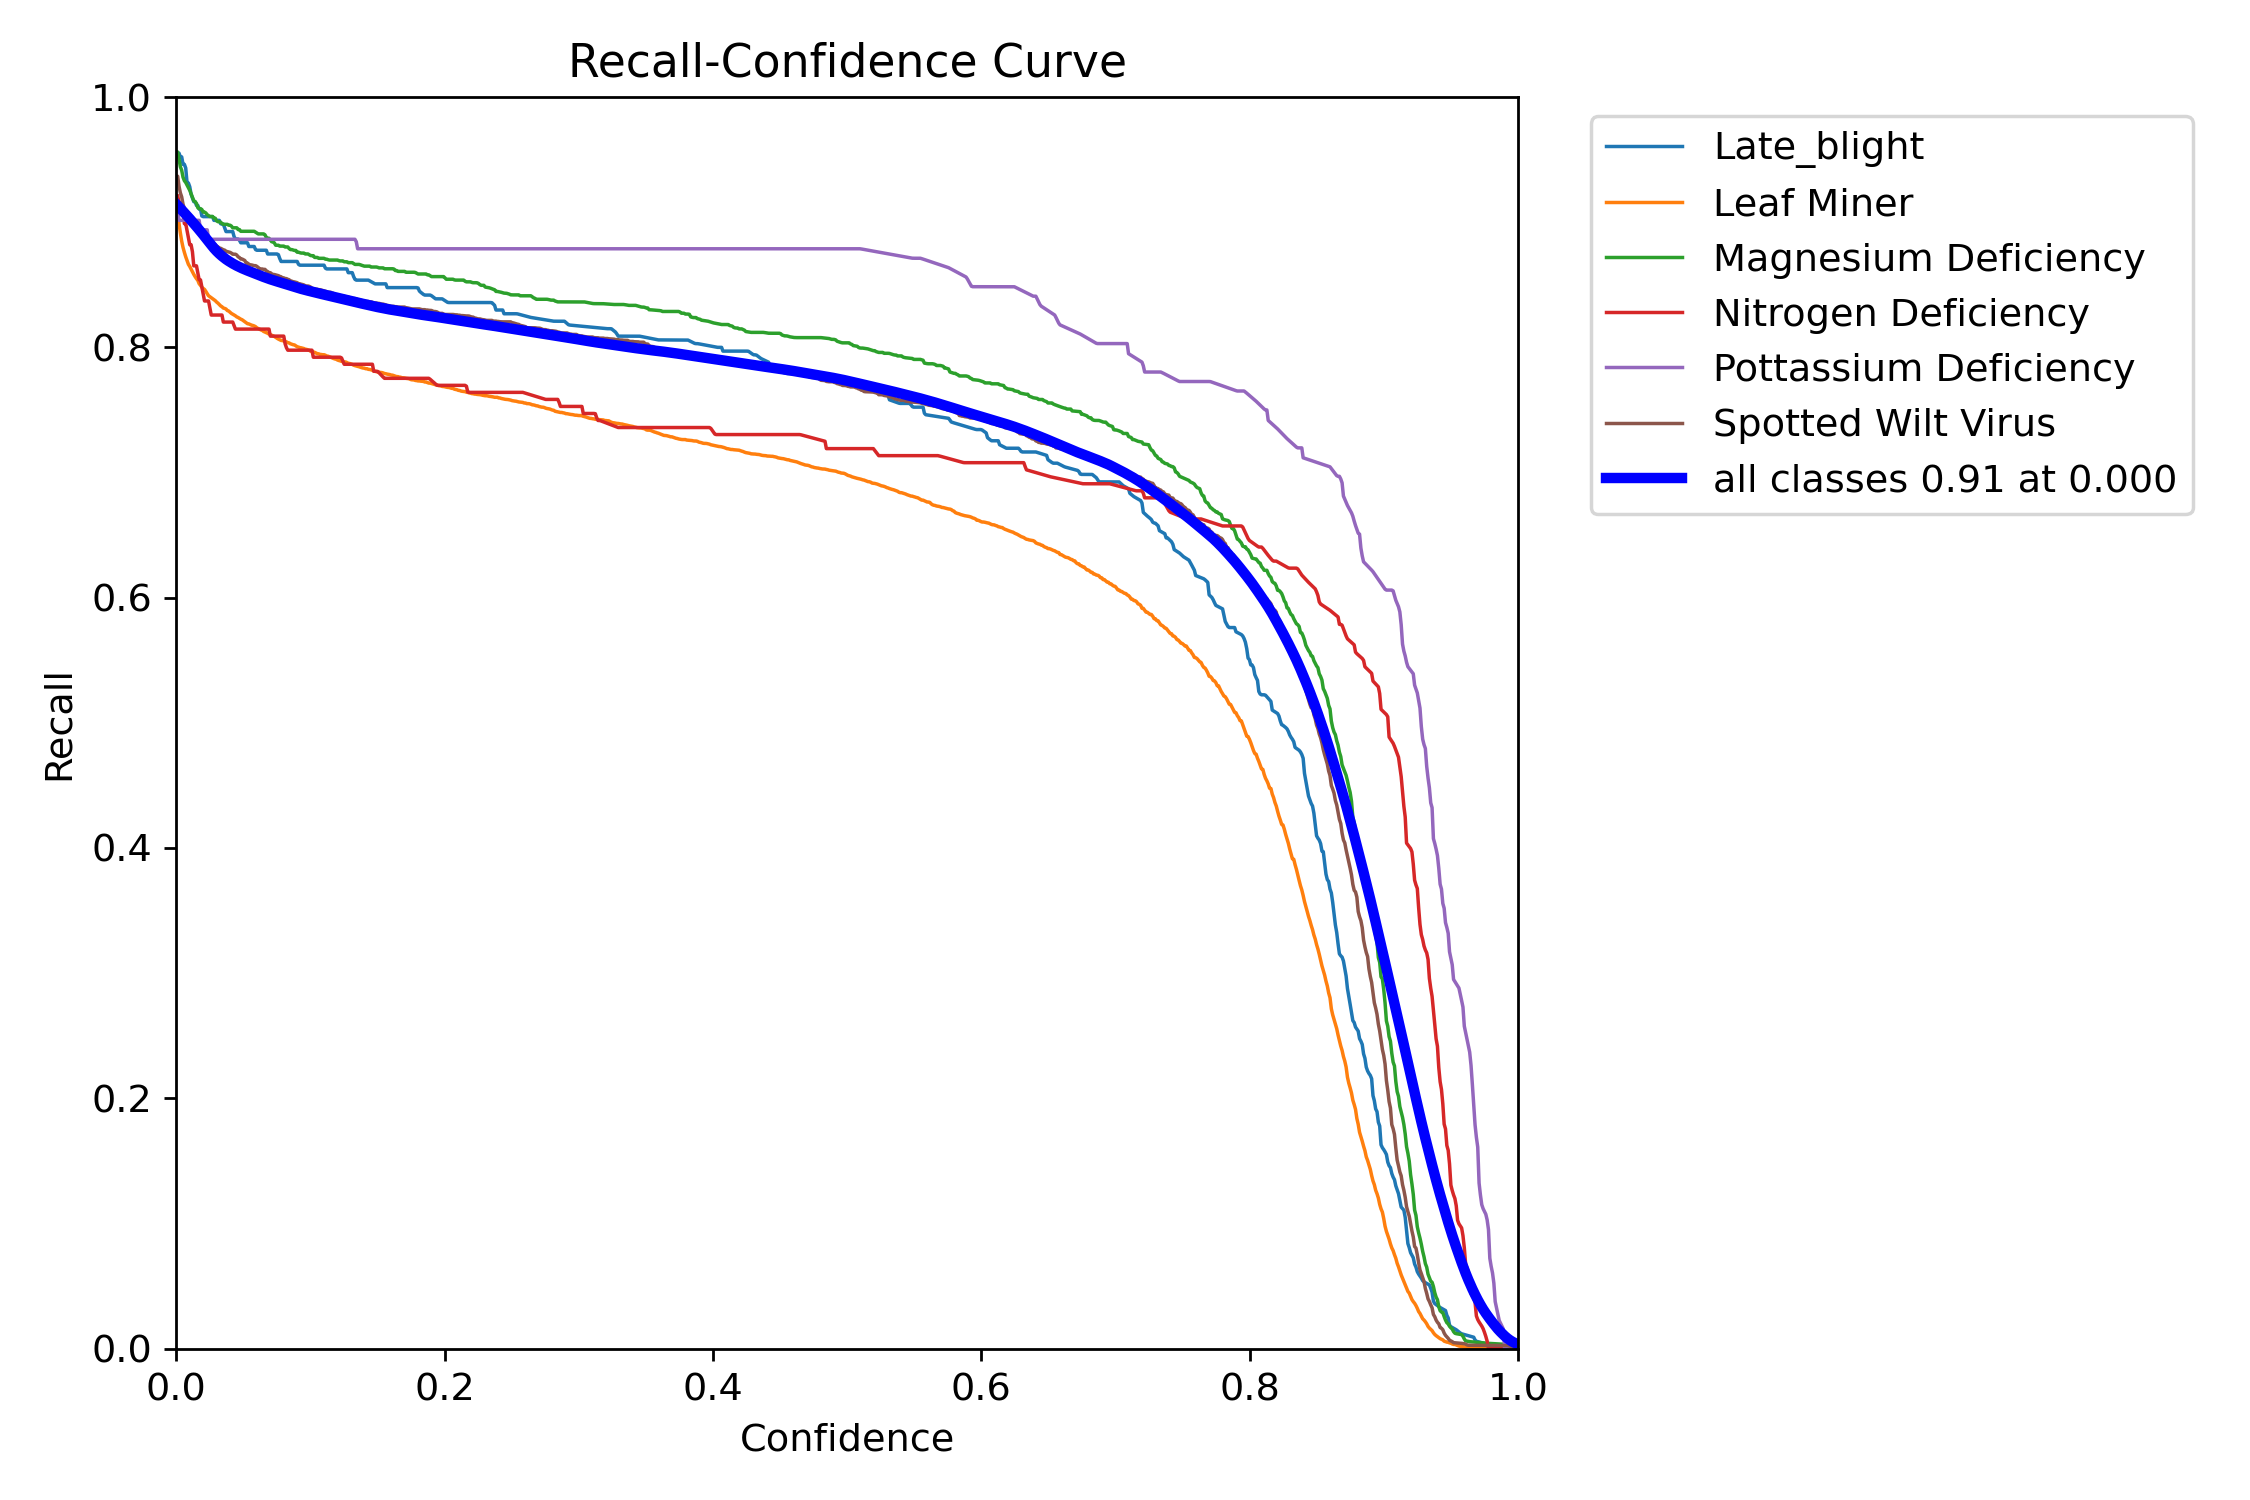 Recall-Confidence Curve
1.0
0.8
0.6
0.4
0.2
0.0
Recall
0.0 0.2 0.4 0.6 0.8 1.0
Confidence
Late_blight
Leaf Miner
Magnesium Deficiency
Nitrogen Deficiency
Pottassium Deficiency
Spotted Wilt Virus
all classes 0.91 at 0.000